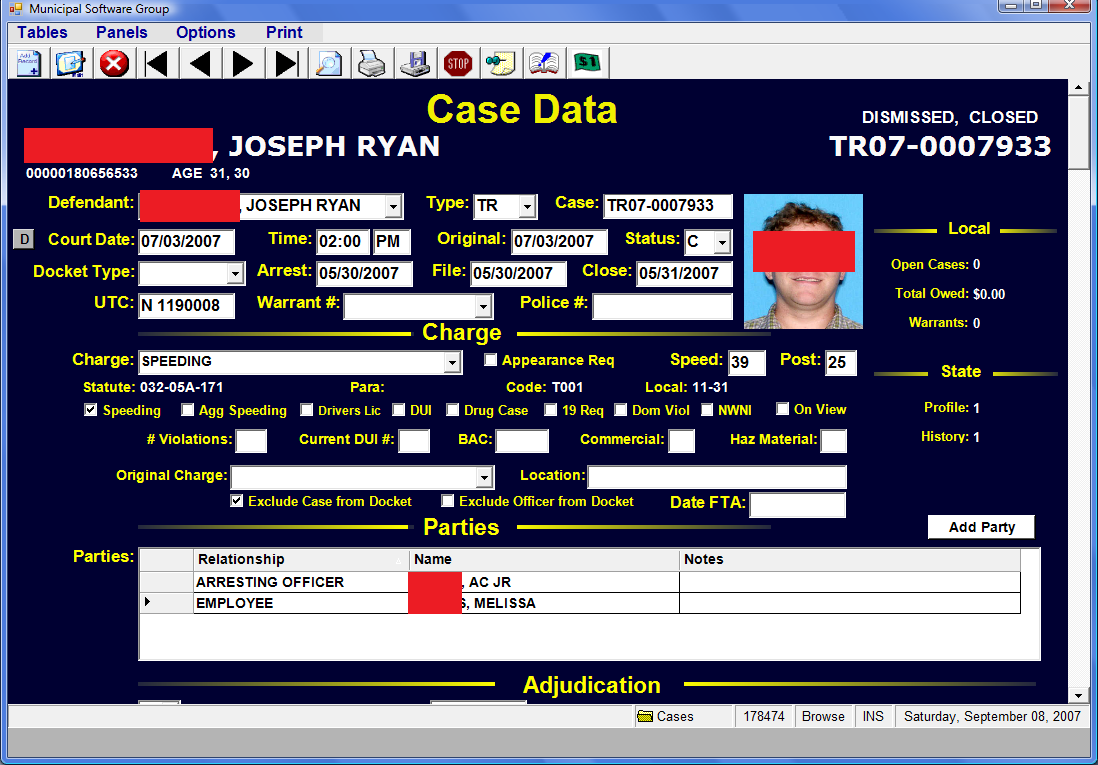 Municipal Software Group
Tables Panels Options Print
Add Record
STOP
$1
Case Data
DISMISSED, CLOSED
, JOSEPH RYAN
TR07-0007933
00000180656533 AGE 31, 30
Defendant: , JOSEPH RYAN Type: TR Case: TR07-0007933
D Court Date: 07/03/2007 Time: 02:00 PM Original: 07/03/2007 Status: C
Docket Type: Arrest: 05/30/2007 File: 05/30/2007 Close: 05/31/2007
UTC: N 1190008 Warrant #: Police #:
Local
Open Cases: 0
Total Owed: $0.00
Warrants: 0
Charge
Charge: SPEEDING Appearance Req Speed: 39 Post: 25
Statute: 032-05A-171 Para: Code: T001 Local: 11-31
Speeding Agg Speeding Drivers Lic DUI Drug Case 19 Req Dom Viol NWNI On View
# Violations: Current DUI #: BAC: Commercial: Haz Material:
State
Profile: 1
History: 1
Original Charge: Location:
Exclude Case from Docket Exclude Officer from Docket Date FTA:
Parties
Add Party
Parties: Relationship Name Notes
ARRESTING OFFICER , AC JR
EMPLOYEE S, MELISSA
Adjudication
Cases 178474 Browse INS Saturday, September 08, 2007